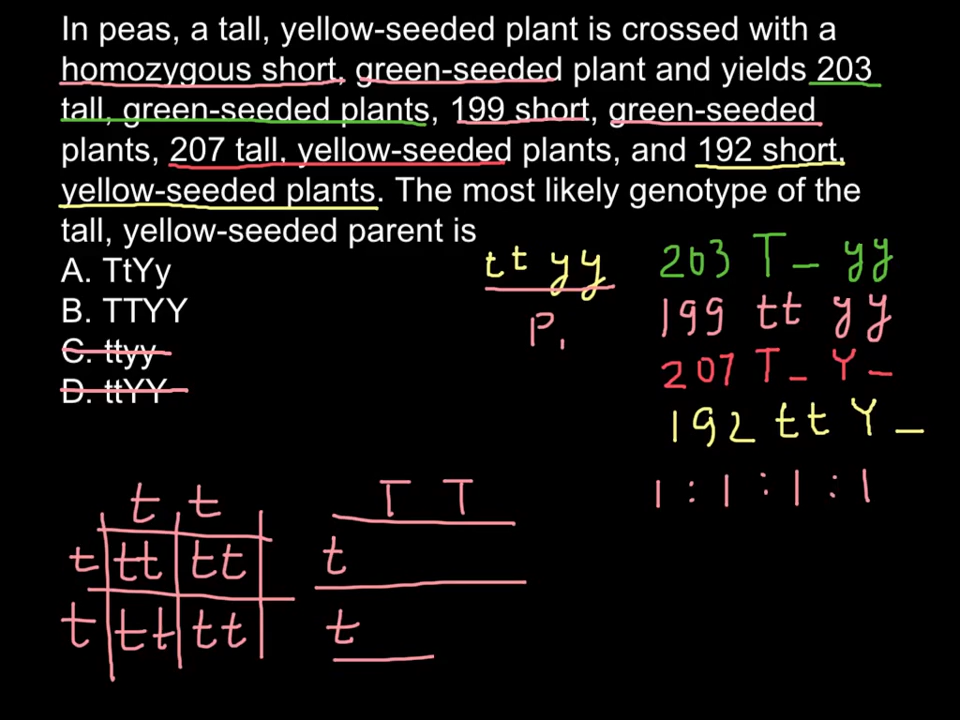 In peas, a tall, yellow-seeded plant is crossed with a
homozygous short, green-seeded plant and yields 203
tall, green-seeded plants, 199 short, green-seeded
plants, 207 tall, yellow-seeded plants, and 192 short,
yellow-seeded plants. The most likely genotype of the
tall, yellow-seeded parent is
A. TtYy
B. TTYY
C. ttyy
D. ttYY
tt yy
P₁
203 T_ yy
199 tt yy
207 T_ Y_
192 tt Y_
1 : 1 : 1 : 1
t t
t tt tt
t tt tt
T T
t
t